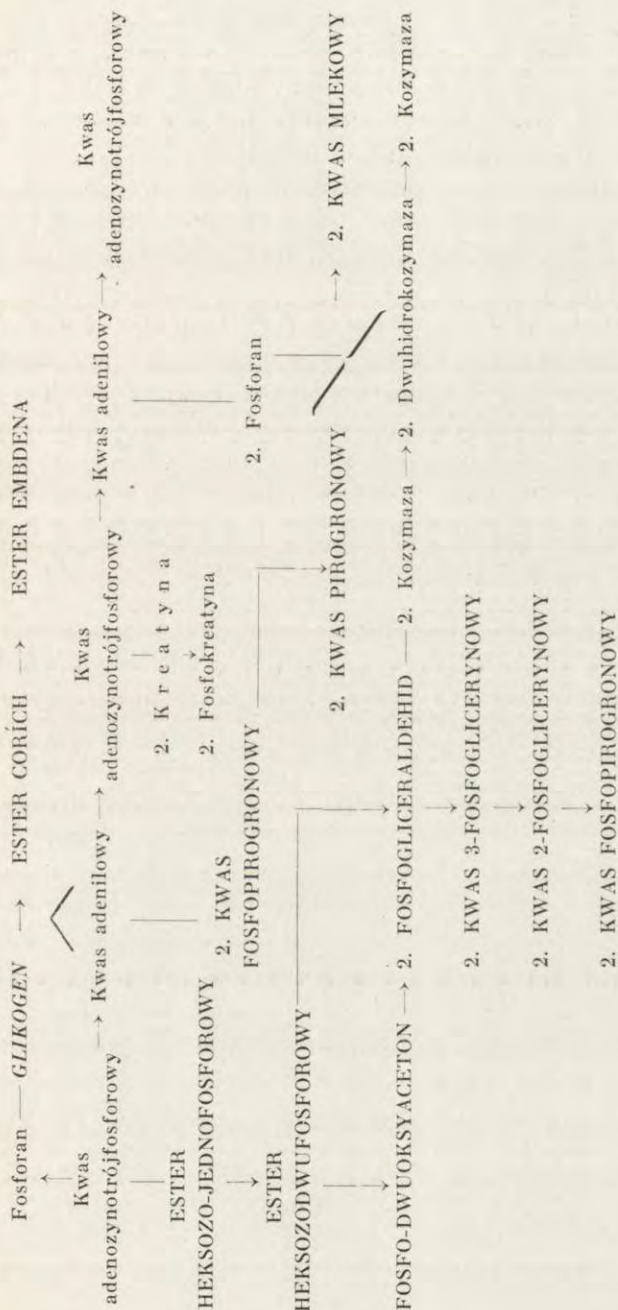 Fosforan — GLIKOGEN → ESTER CORÍCH → ESTER EMBDENA
Kwas Kwas Kwas
adenozynotrójfosforowy → Kwas adenilowy → adenozynotrójfosforowy → Kwas adenilowy → adenozynotrójfosforowy
2. Kreatyna
ESTER
HEKSOZO-JEDNOFOSFOROWY
2. Fosfokreatyna
2. KWAS
FOSFOPIROGRONOWY
2. Fosforan
ESTER
HEKSOZODWUFOSFOROWY
2. KWAS PIROGRONOWY → 2. KWAS MLEKOWY
FOSFO-DWUOKSYACETON → 2. FOSFOGLICERALDEHID — 2. Kozymaza → 2. Dwuhidrokozymaza → 2. Kozymaza
2. KWAS 3-FOSFOGLICERYNOWY
2. KWAS 2-FOSFOGLICERYNOWY
2. KWAS FOSFOPIROGRONOWY